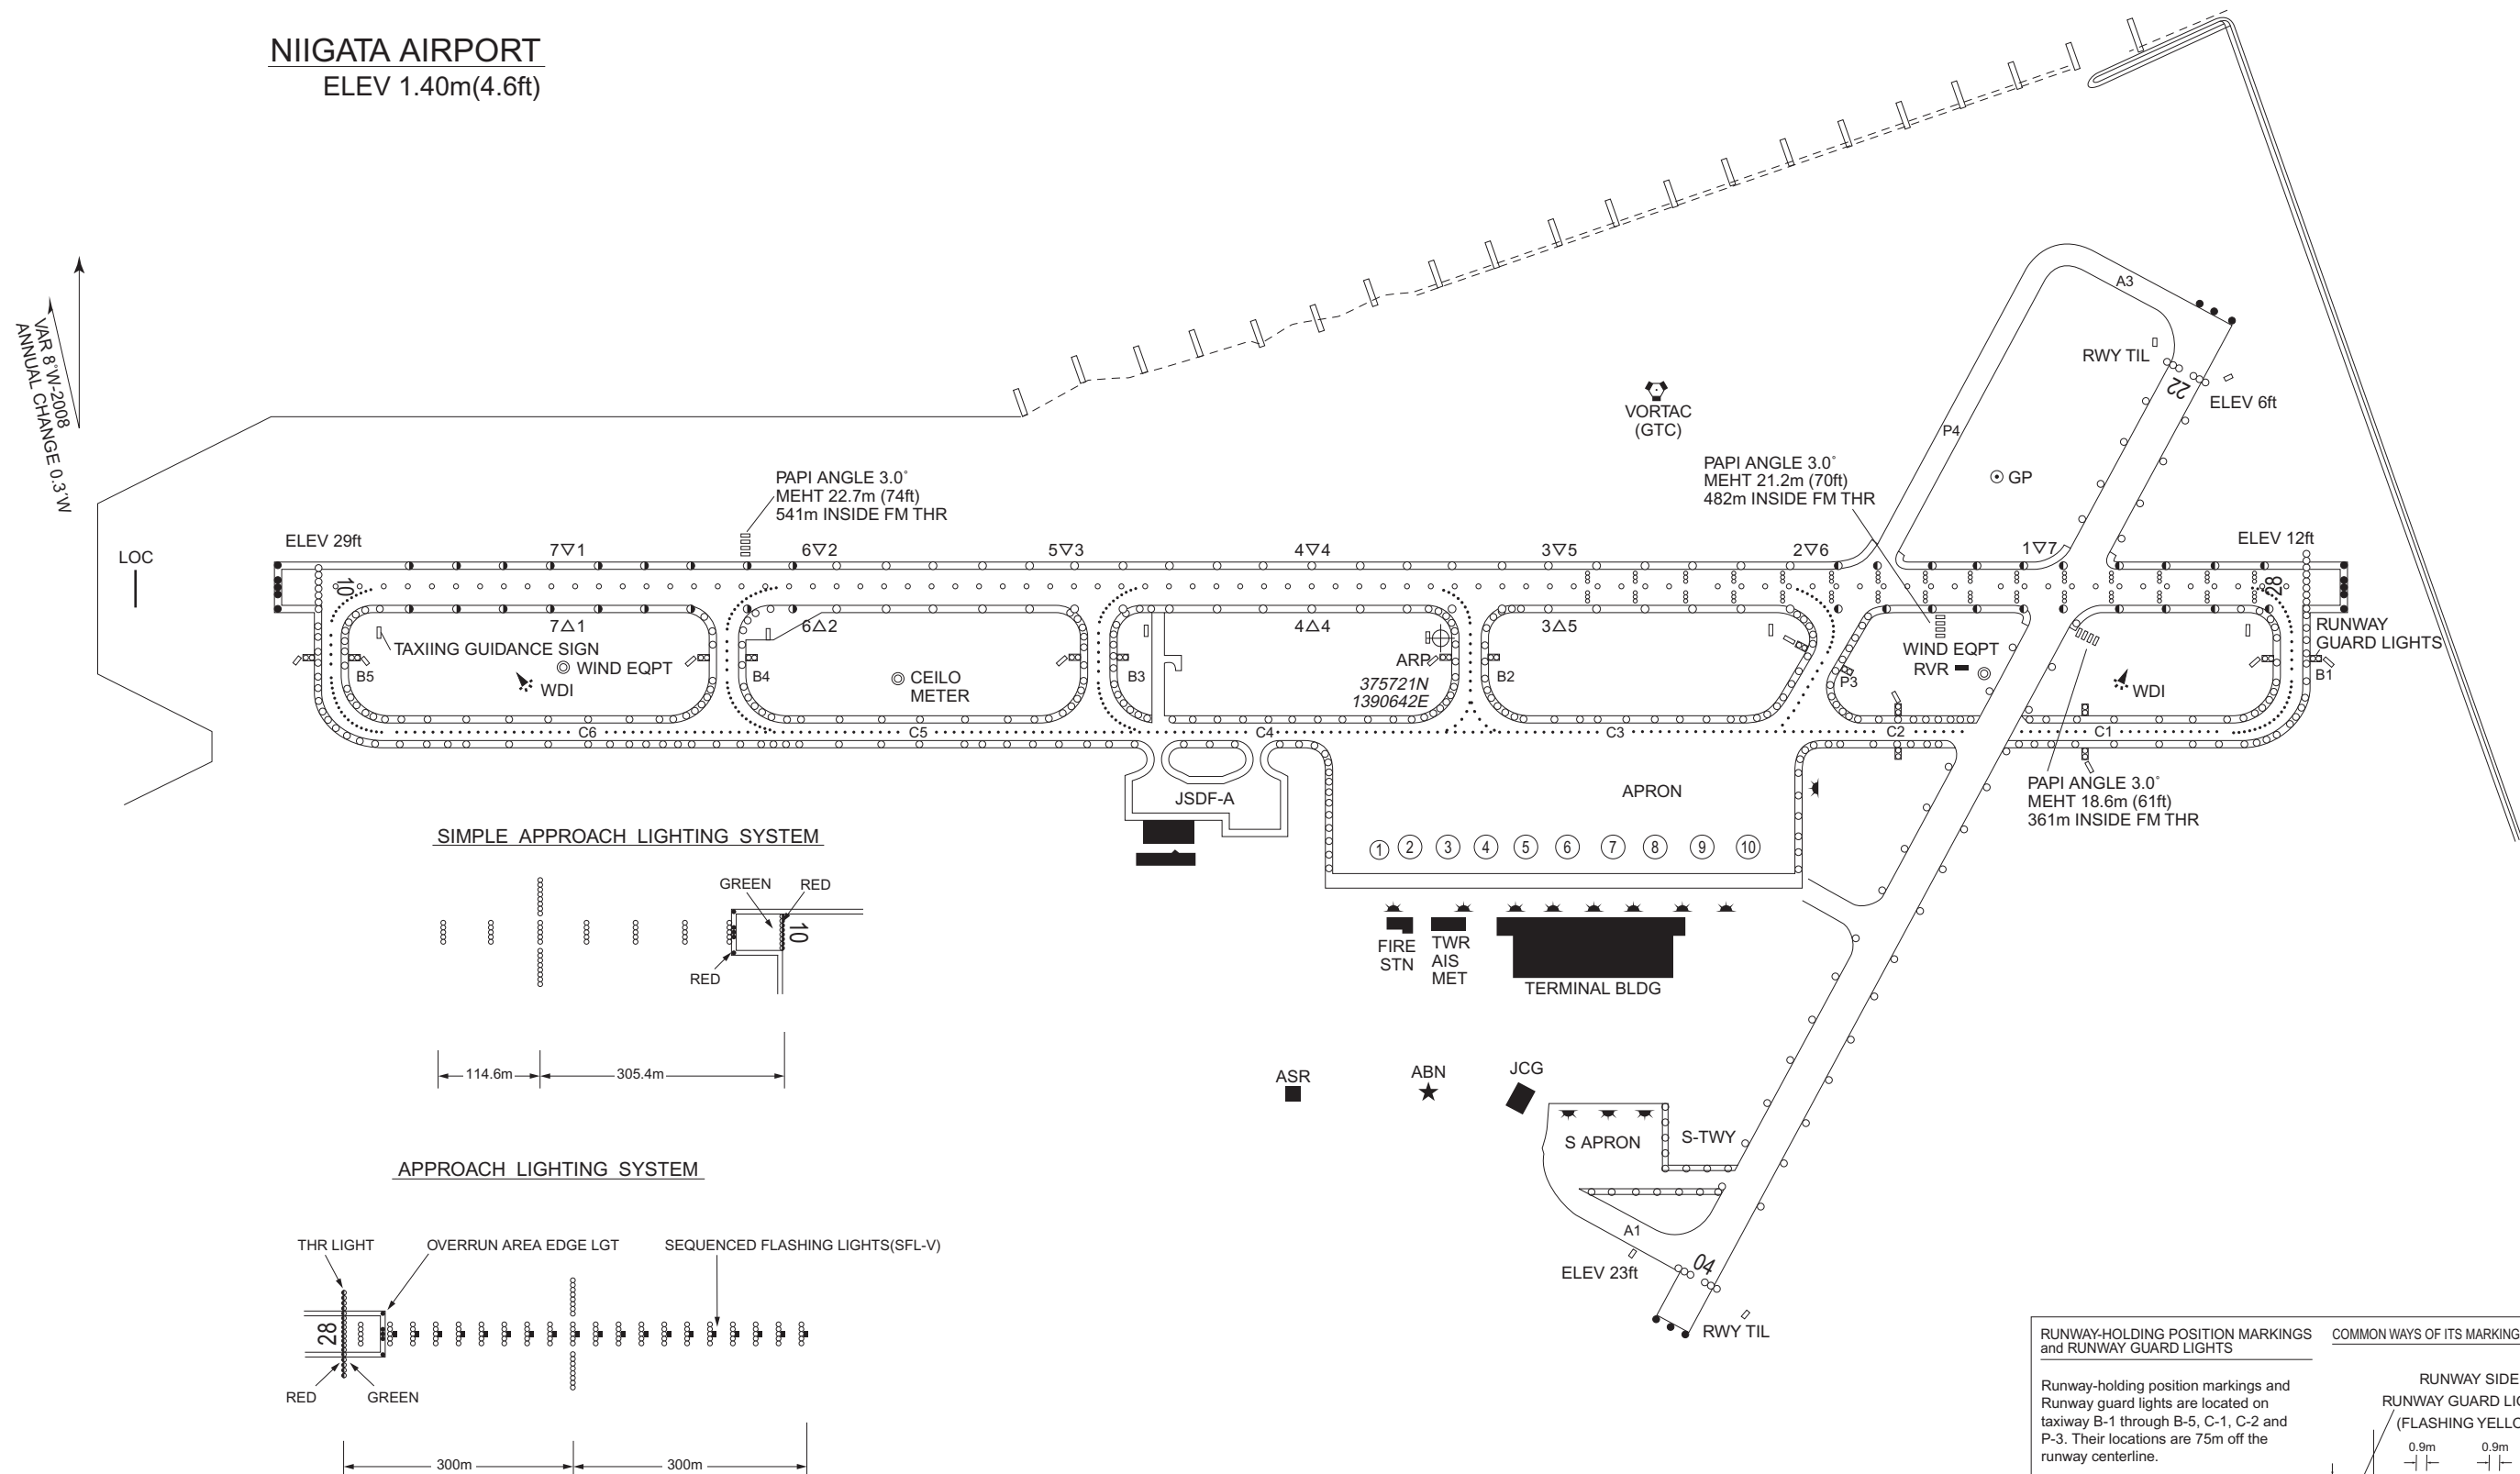 NIIGATA AIRPORT
ELEV 1.40m(4.6ft)
VAR 8°W-2008
ANNUAL CHANGE 0.3´W
LOC
ELEV 29ft
PAPI ANGLE 3.0°
MEHT 22.7m (74ft)
541m INSIDE FM THR
VORTAC
(GTC)
PAPI ANGLE 3.0°
MEHT 21.2m (70ft)
482m INSIDE FM THR
A3
RWY TIL
22
ELEV 6ft
P4
GP
ELEV 12ft
7▽1
6▽2
5▽3
4▽4
3▽5
2▽6
1▽7
10
28
7△1
6△2
4△4
3△5
TAXIING GUIDANCE SIGN
WIND EQPT
WDI
B5
B4
CEILO
METER
B3
ARP
375721N
1390642E
B2
P3
WIND EQPT
RVR
WDI
RUNWAY
GUARD LIGHTS
B1
C6
C5
C4
C3
C2
C1
JSDF-A
APRON
PAPI ANGLE 3.0°
MEHT 18.6m (61ft)
361m INSIDE FM THR
1 2 3 4 5 6 7 8 9 10
FIRE
STN
TWR
AIS
MET
TERMINAL BLDG
ASR
ABN
JCG
S APRON
S-TWY
A1
04
ELEV 23ft
RWY TIL
SIMPLE APPROACH LIGHTING SYSTEM
GREEN
RED
10
RED
114.6m
305.4m
APPROACH LIGHTING SYSTEM
THR LIGHT
OVERRUN AREA EDGE LGT
SEQUENCED FLASHING LIGHTS(SFL-V)
28
RED
GREEN
300m
300m
RUNWAY-HOLDING POSITION MARKINGS
and RUNWAY GUARD LIGHTS
Runway-holding position markings and
Runway guard lights are located on
taxiway B-1 through B-5, C-1, C-2 and
P-3. Their locations are 75m off the
runway centerline.
COMMON WAYS OF ITS MARKING
RUNWAY SIDE
RUNWAY GUARD
(FLASHING
0.9m
0.9m